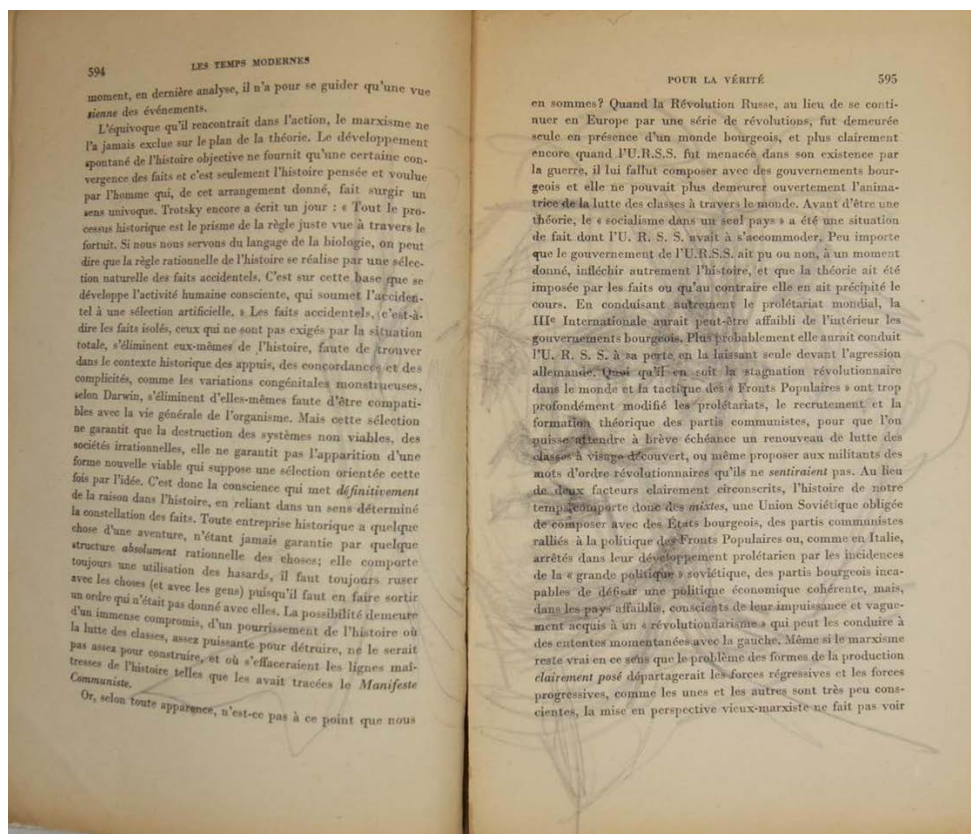 594
LES TEMPS MODERNES
moment, en dernière analyse, il n'a pour se guider qu'une vue
sienne des événements.
L'équivoque qu'il rencontrait dans l'action, le marxisme ne
l'a jamais exclue sur le plan de la théorie. Le développement
spontané de l'histoire objective ne fournit qu'une certaine con-
vergence des faits et c'est seulement l'histoire pensée et voulue
par l'homme qui, de cet arrangement donné, fait surgir un
sens univoque. Trotsky encore a écrit un jour : « Tout le pro-
cessus historique est le prisme de la règle juste vue à travers le
fortuit. Si nous nous servons du langage de la biologie, on peut
dire que la règle rationnelle de l'histoire se réalise par une sélec-
tion naturelle des faits accidentels. C'est sur cette base que se
développe l'activité humaine consciente, qui soumet l'acciden-
tel à une sélection artificielle. » Les faits accidentels, c'est-à-
dire les faits isolés, ceux qui ne sont pas exigés par la situation
totale, s'éliminent eux-mêmes de l'histoire, faute de trouver
dans le contexte historique des appuis, des concordances et des
complicités, comme les variations congénitales monstrueuses,
selon Darwin, s'éliminent d'elles-mêmes faute d'être compati-
bles avec la vie générale de l'organisme. Mais cette sélection
ne garantit que la destruction des systèmes non viables, des
sociétés irrationnelles, elle ne garantit pas l'apparition d'une
forme nouvelle viable qui suppose une sélection orientée cette
fois par l'idée. C'est donc la conscience qui met définitivement
de la raison dans l'histoire, en reliant dans un sens déterminé
la constellation des faits. Toute entreprise historique a quelque
chose d'une aventure, n'étant jamais garantie par quelque
structure absolument rationnelle des choses; elle comporte
toujours une utilisation des hasards, il faut toujours ruser
avec les choses (et avec les gens) puisqu'il faut en faire sortir
un ordre qui n'était pas donné avec elles. La possibilité demeure
d'un immense compromis, d'un pourrissement de l'histoire où
la lutte des classes, assez puissante pour détruire, ne le serait
pas assez pour construire, et où s'effaceraient les lignes maî-
tresses de l'histoire telles que les avait tracées le Manifeste
Communiste.
Or, selon toute apparence, n'est-ce pas à ce point que nous
POUR LA VÉRITÉ
595
en sommes? Quand la Révolution Russe, au lieu de se conti-
nuer en Europe par une série de révolutions, fut demeurée
seule en présence d'un monde bourgeois, et plus clairement
encore quand l'U.R.S.S. fut menacée dans son existence par
la guerre, il lui fallut composer avec des gouvernements bour-
geois et elle ne pouvait plus demeurer ouvertement l'anima-
trice de la lutte des classes à travers le monde. Avant d'être une
théorie, le « socialisme dans un seul pays » a été une situation
de fait dont l'U. R. S. S. avait à s'accommoder. Peu importe
que le gouvernement de l'U.R.S.S. ait pu ou non, à un moment
donné, infléchir autrement l'histoire, et que la théorie ait été
imposée par les faits ou qu'au contraire elle en ait précipité le
cours. En conduisant autrement le prolétariat mondial, la
IIIe Internationale aurait peut-être affaibli de l'intérieur les
gouvernements bourgeois. Plus probablement elle aurait conduit
l'U. R. S. S. à sa perte en la laissant seule devant l'agression
allemande. Quoi qu'il en soit la stagnation révolutionnaire
dans le monde et la tactique des « Fronts Populaires » ont trop
profondément modifié les prolétariats, le recrutement et la
formation théorique des partis communistes, pour que l'on
puisse attendre à brève échéance un renouveau de lutte des
classes à visage découvert, ou même proposer aux militants des
mots d'ordre révolutionnaires qu'ils ne sentiraient pas. Au lieu
de deux facteurs clairement circonscrits, l'histoire de notre
temps comporte donc des mixtes, une Union Soviétique obligée
de composer avec des États bourgeois, des partis communistes
ralliés à la politique des Fronts Populaires ou, comme en Italie,
arrêtés dans leur développement prolétarien par les incidences
de la « grande politique » soviétique, des partis bourgeois inca-
pables de définir une politique économique cohérente, mais,
dans les pays affaiblis, conscients de leur impuissance et vague-
ment acquis à un « révolutionnarisme » qui peut les conduire à
des ententes momentanées avec la gauche. Même si le marxisme
reste vrai en ce sens que le problème des formes de la production
clairement posé départagerait les forces régressives et les forces
progressives, comme les unes et les autres sont très peu cons-
cientes, la mise en perspective vieux-marxiste ne fait pas voir